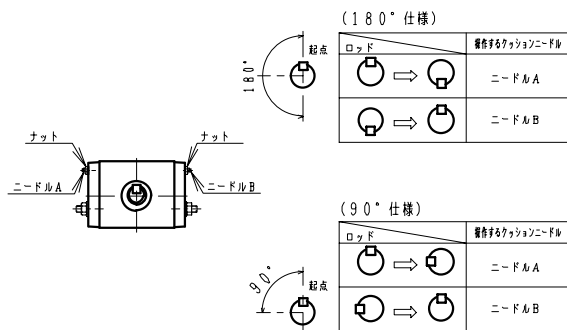 (180°仕様)
起点
180°
ロッド
操作するクッションニードル
ニードルA
ニードルB
ナット
ナット
ニードルA
ニードルB
(90°仕様)
起点
90°
ロッド
操作するクッションニードル
ニードルA
ニードルB